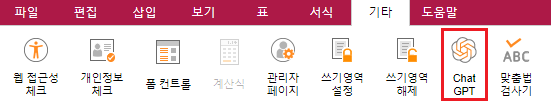 파일 편집 삽입 보기 표 서식 기타 도움말
웹 접근성 체크
개인정보 체크
폼 컨트롤
계산식
관리자 페이지
쓰기영역 설정
쓰기영역 해제
Chat GPT
ABC
맞춤법 검사기